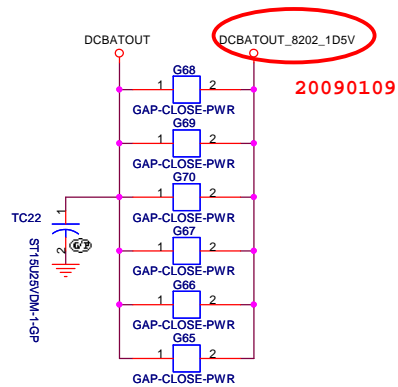 DCBATOUT
DCBATOUT_8202_1D5V
20090109
G68
1 2
GAP-CLOSE-PWR
G69
1 2
GAP-CLOSE-PWR
G70
1 2
GAP-CLOSE-PWR
TC22
1
2
ST15U25VDM-1-GP
G67
1 2
GAP-CLOSE-PWR
G66
1 2
GAP-CLOSE-PWR
G65
1 2
GAP-CLOSE-PWR